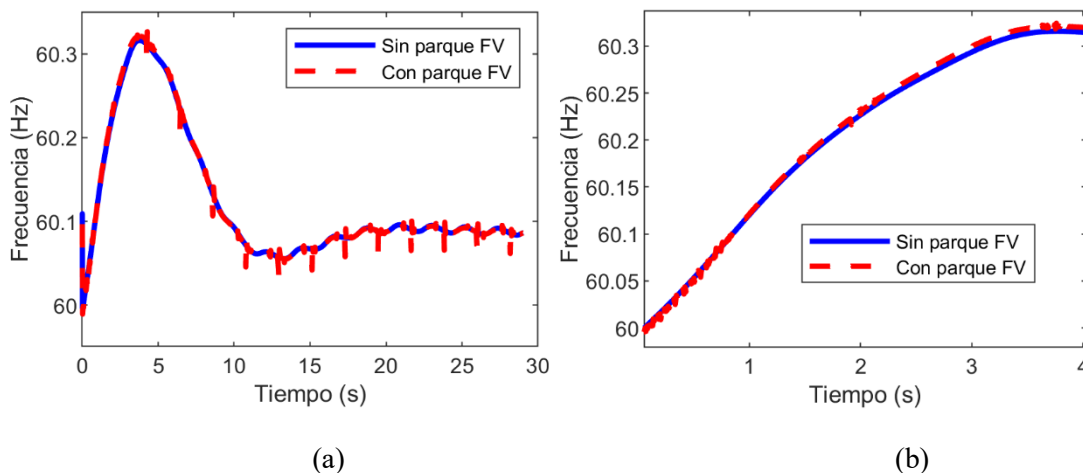 Frecuencia (Hz)
60.3
60.2
60.1
60
0
5
10
15
20
25
30
Tiempo (s)
Sin parque FV
Con parque FV
(a)
Frecuencia (Hz)
60.3
60.25
60.2
60.15
60.1
60.05
60
1
2
3
4
Tiempo (s)
Sin parque FV
Con parque FV
(b)